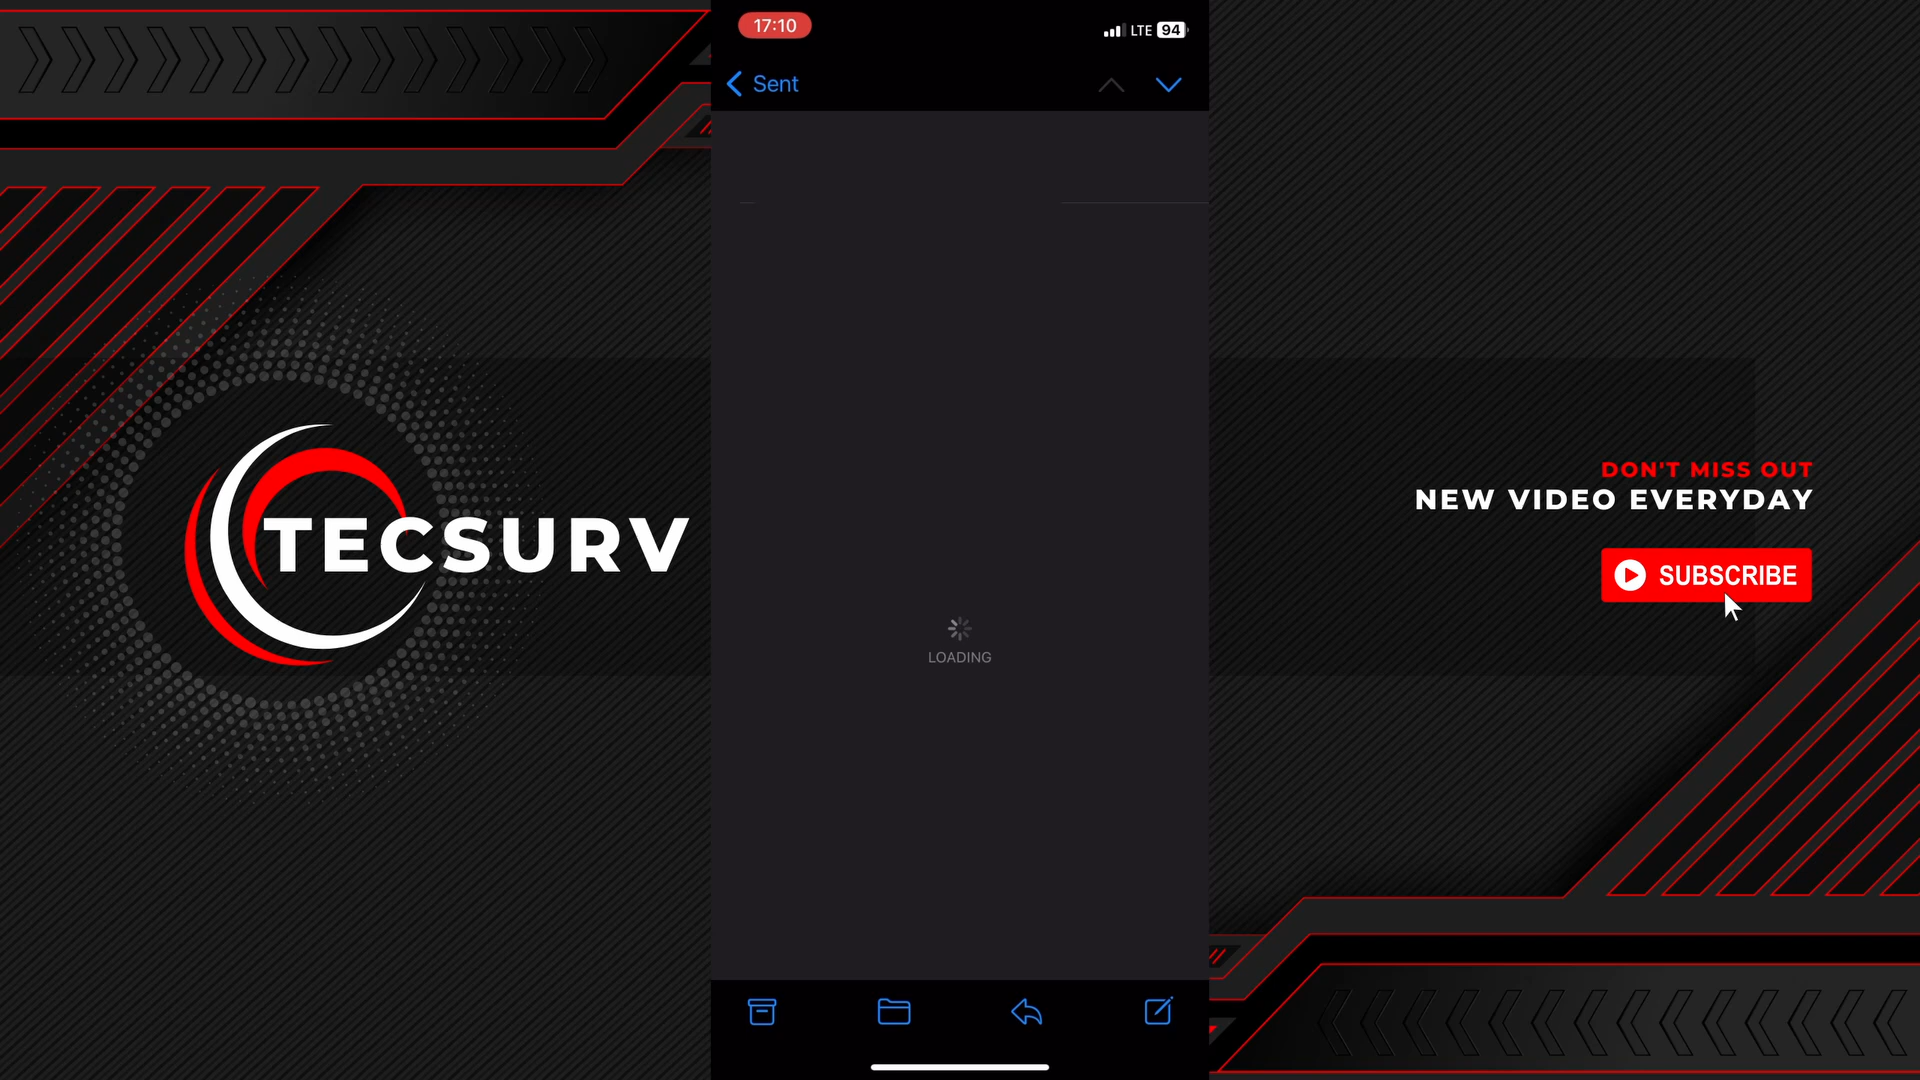 17:10
LTE 94
Sent
TECSURV
LOADING
DON'T MISS OUT
NEW VIDEO EVERYDAY
SUBSCRIBE